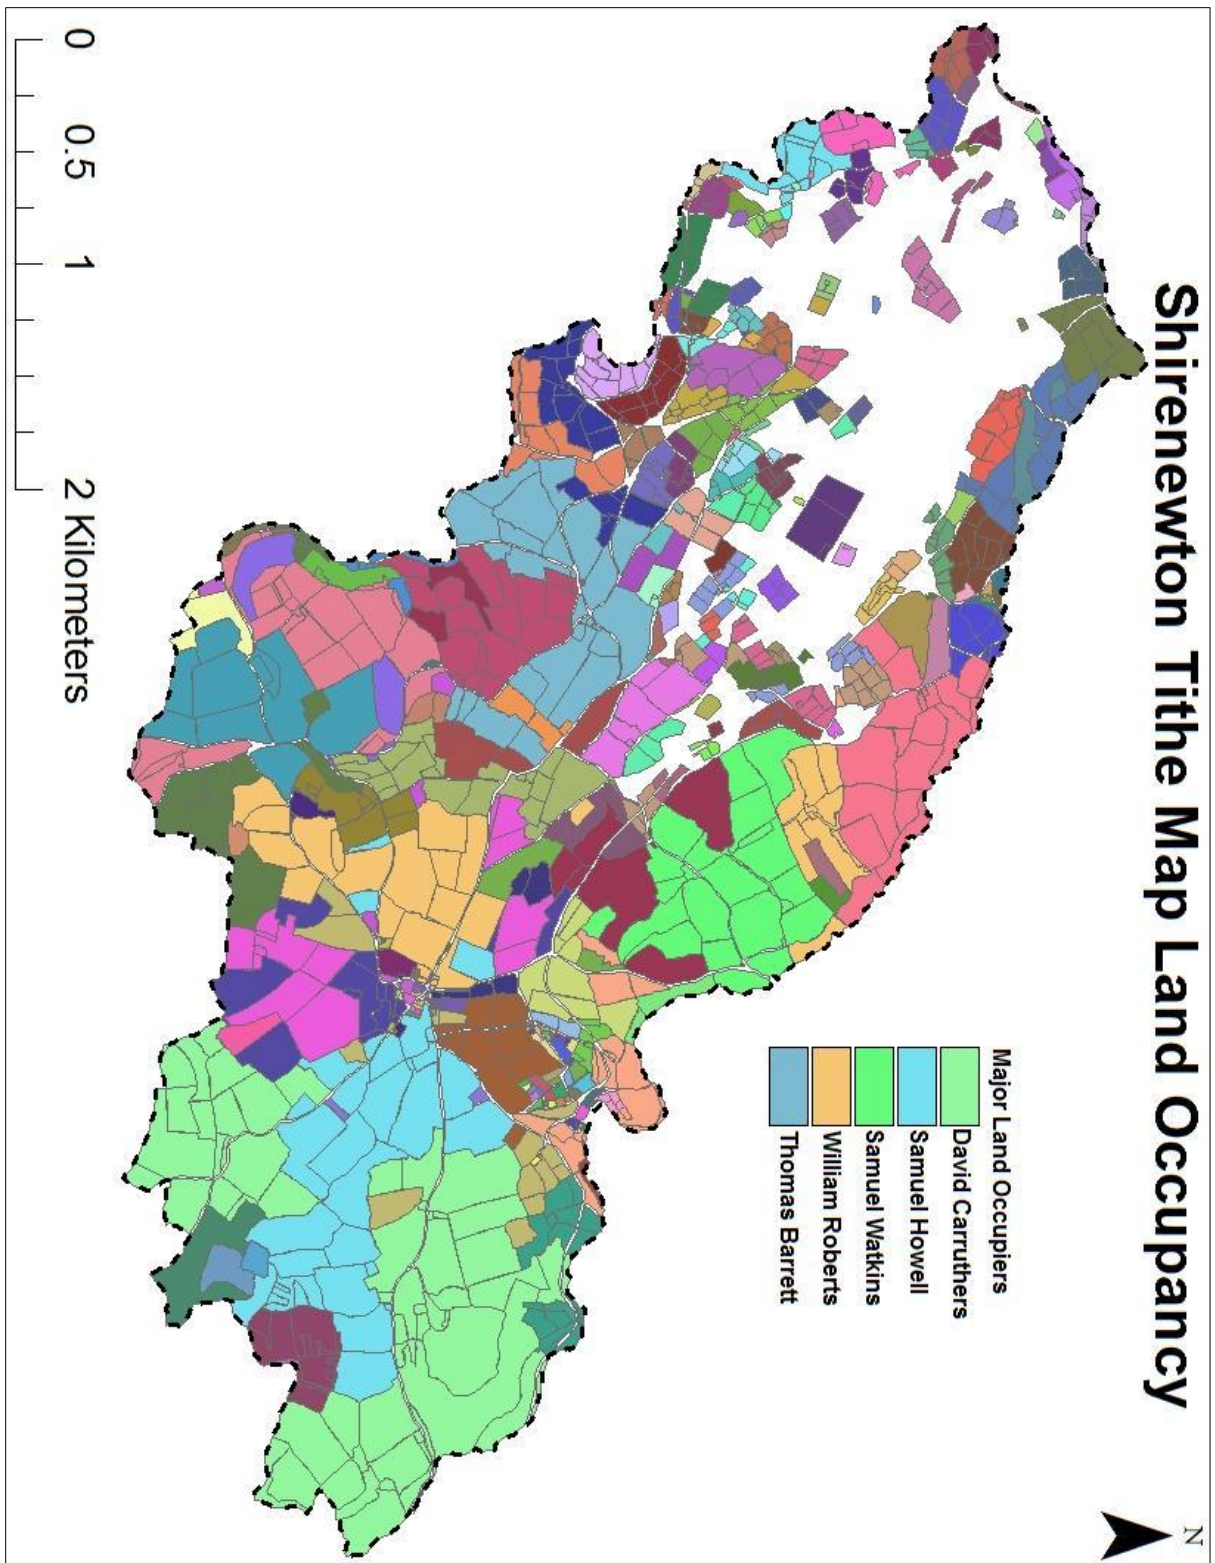 Shirenewton Tithe Map Land Occupancy
N
Major Land Occupiers
David Carruthers
Samuel Howell
Samuel Watkins
William Roberts
Thomas Barrett
0 0.5 1 2 Kilometers